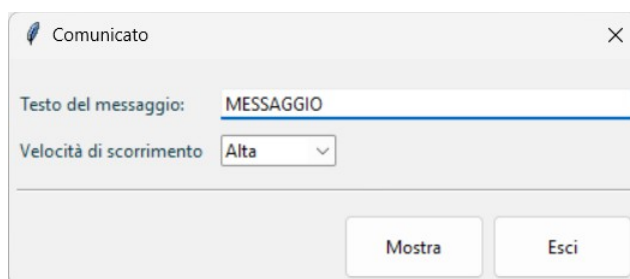 Comunicato
Testo del messaggio: MESSAGGIO
Velocità di scorrimento Alta
Mostra Esci